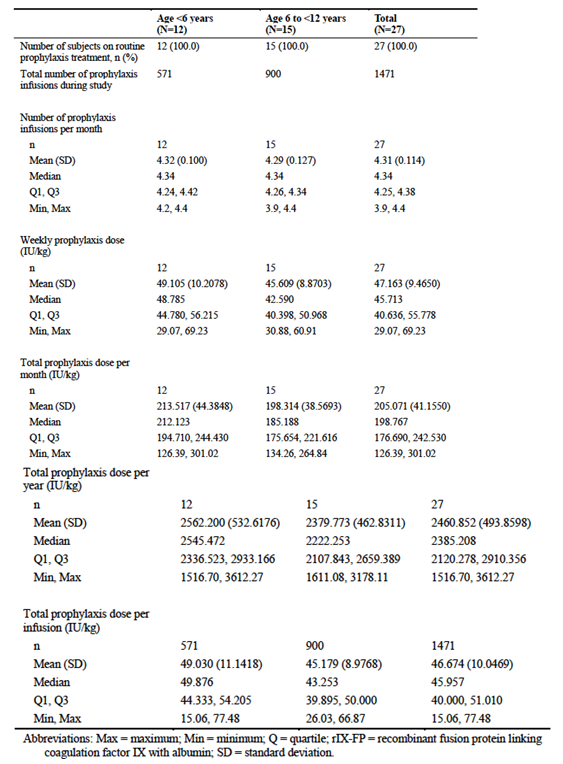 Age <6 years Age 6 to <12 years Total
(N=12) (N=15) (N=27)
Number of subjects on routine 12 (100.0) 15 (100.0) 27 (100.0)
prophylaxis treatment, n (%)
Total number of prophylaxis 571 900 1471
infusions during study
Number of prophylaxis
infusions per month
n 12 15 27
Mean (SD) 4.32 (0.100) 4.29 (0.127) 4.31 (0.114)
Median 4.34 4.34 4.34
Q1, Q3 4.24, 4.42 4.26, 4.34 4.25, 4.38
Min, Max 4.2, 4.4 3.9, 4.4 3.9, 4.4
Weekly prophylaxis dose
(IU/kg)
n 12 15 27
Mean (SD) 49.105 (10.2078) 45.609 (8.8703) 47.163 (9.4650)
Median 48.785 42.590 45.713
Q1, Q3 44.780, 56.215 40.398, 50.968 40.636, 55.778
Min, Max 29.07, 69.23 30.88, 60.91 29.07, 69.23
Total prophylaxis dose per
month (IU/kg)
n 12 15 27
Mean (SD) 213.517 (44.3848) 198.314 (38.5693) 205.071 (41.1550)
Median 212.123 185.188 198.767
Q1, Q3 194.710, 244.430 175.654, 221.616 176.690, 242.530
Min, Max 126.39, 301.02 134.26, 264.84 126.39, 301.02
Total prophylaxis dose per
year (IU/kg)
n 12 15 27
Mean (SD) 2562.200 (532.6176) 2379.773 (462.8311) 2460.852 (493.8598)
Median 2545.472 2222.253 2385.208
Q1, Q3 2336.523, 2933.166 2107.843, 2659.389 2120.278, 2910.356
Min, Max 1516.70, 3612.27 1611.08, 3178.11 1516.70, 3612.27
Total prophylaxis dose per
infusion (IU/kg)
n 571 900 1471
Mean (SD) 49.030 (11.1418) 45.179 (8.9768) 46.674 (10.0469)
Median 49.876 43.253 45.957
Q1, Q3 44.333, 54.205 39.895, 50.000 40.000, 51.010
Min, Max 15.06, 77.48 26.03, 66.87 15.06, 77.48
Abbreviations: Max = maximum; Min = minimum; Q = quartile; rIX-FP = recombinant fusion protein linking
coagulation factor IX with albumin; SD = standard deviation.